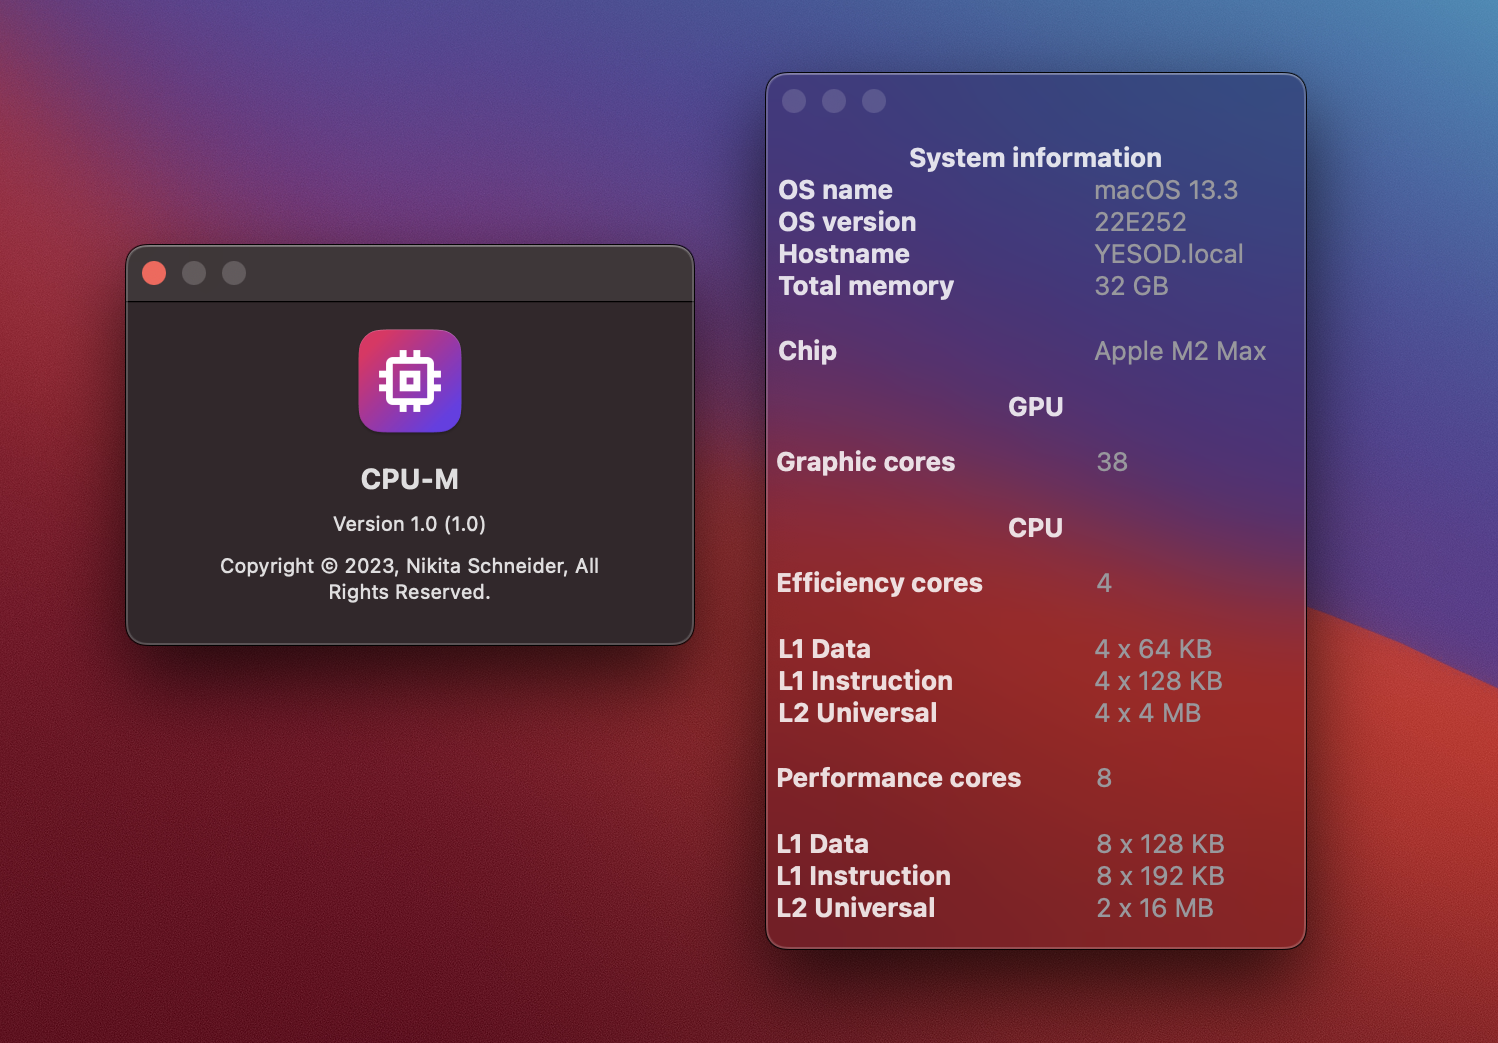 CPU-M
Version 1.0 (1.0)
Copyright © 2023, Nikita Schneider, All
Rights Reserved.
System information
OS name macOS 13.3
OS version 22E252
Hostname YESOD.local
Total memory 32 GB
Chip Apple M2 Max
GPU
Graphic cores 38
CPU
Efficiency cores 4
L1 Data 4 x 64 KB
L1 Instruction 4 x 128 KB
L2 Universal 4 x 4 MB
Performance cores 8
L1 Data 8 x 128 KB
L1 Instruction 8 x 192 KB
L2 Universal 2 x 16 MB